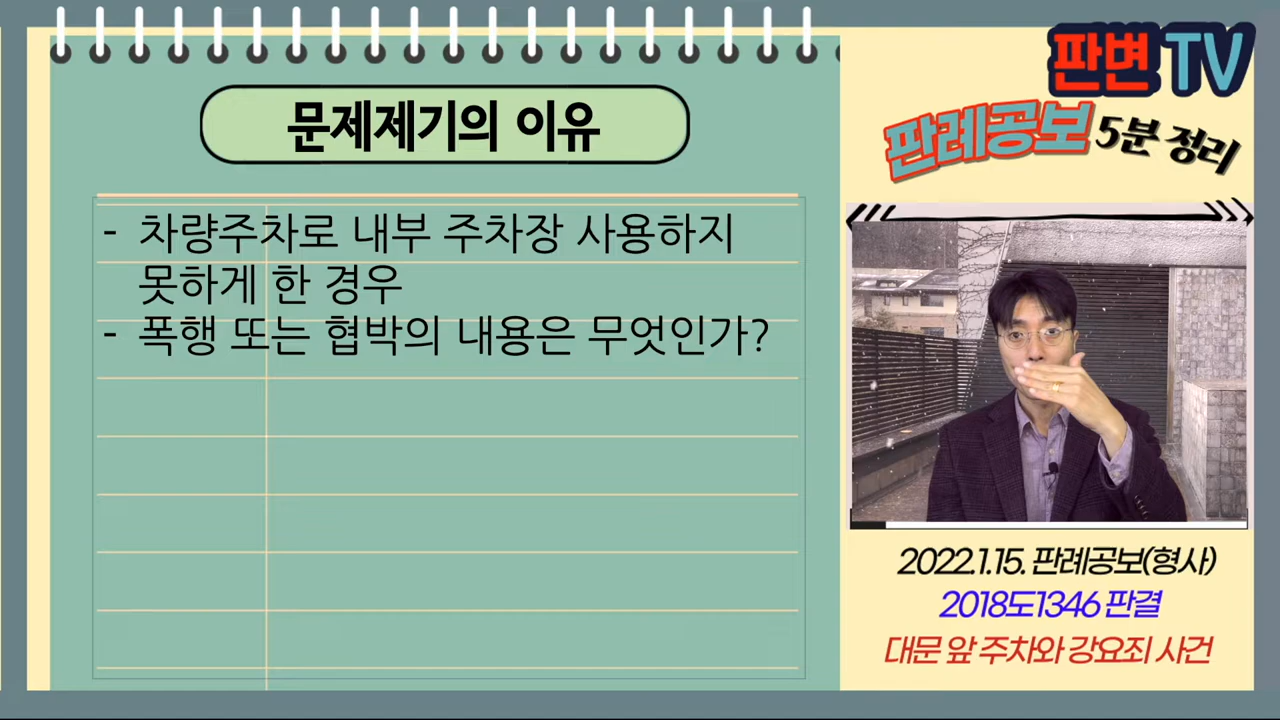 문제제기의 이유
- 차량주차로 내부 주차장 사용하지
못하게 한 경우
- 폭행 또는 협박의 내용은 무엇인가?
판변 TV
판례공보 5분 정리
2022.1.15. 판례공보(형사)
2018도1346 판결
대문 앞 주차와 강요죄 사건